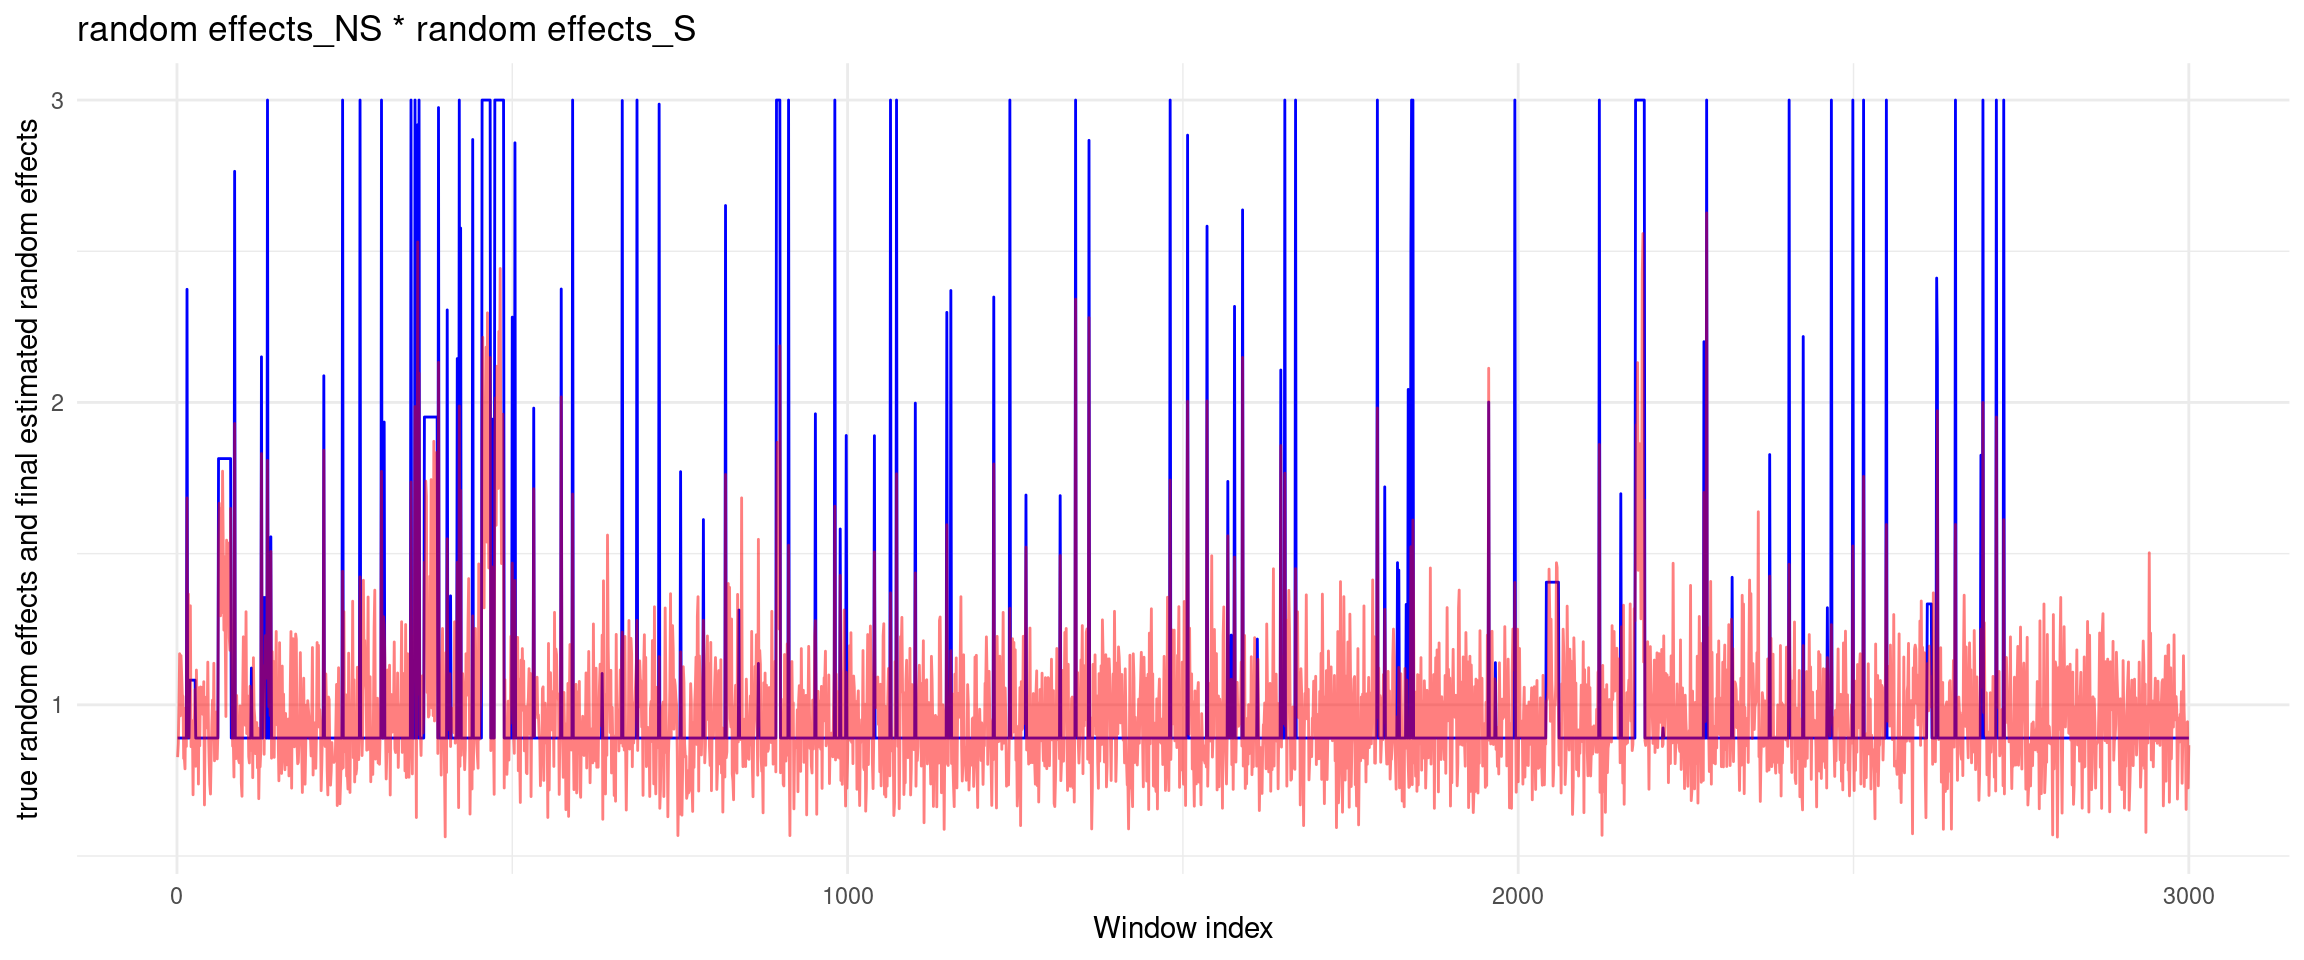 random effects_NS * random effects_S
true random effects and final estimated random effects
3
2
1
0
1000
2000
3000
Window index